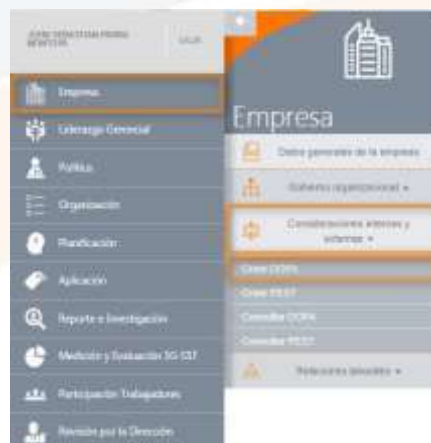 SALIR
Empresa
Liderazgo Gerencial
Política
Organización
Planificación
Aplicación
Reporte e Investigación
Medición y Evaluación SG-SST
Participación Trabajadores
Revisión por la Dirección
Empresa
Datos generales de la empresa
Gobierno organizacional
Consideraciones internas y
externas
Crear DOFA
Crear PEST
Consultar DOFA
Consultar PEST
Relaciones laborales